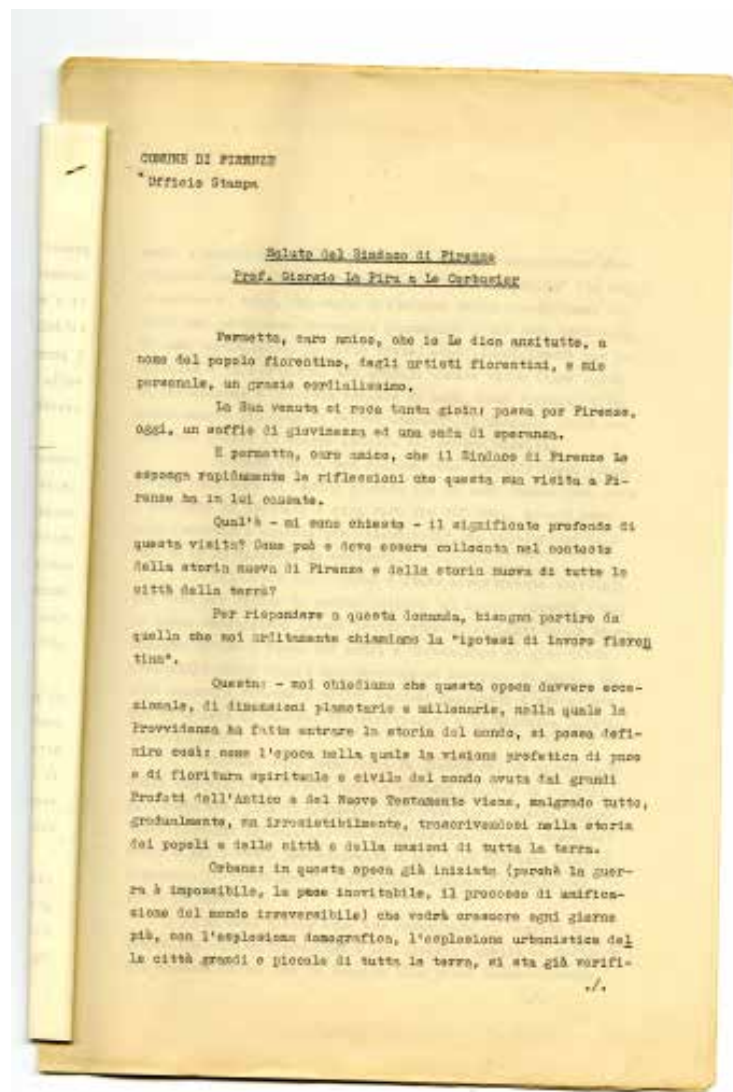 COMUNE DI FIRENZE
Ufficio Stampa
Saluto del Sindaco di Firenze
Prof. Giorgio La Pira a Le Corbusier
Permetta, caro amico, che io Le dica anzitutto, a
nome del popolo fiorentino, degli artisti fiorentini, e mio
personale, un grazie cordialissimo.
La Sua venuta ci reca tanta gioia: passa per Firenze,
oggi, un soffio di giovinezza ed una onda di speranza.
E permetta, caro amico, che il Sindaco di Firenze Le
esponga rapidamente le riflessioni che questa sua visita a Fi-
renze ha in lui causate.
Qual'è - mi sono chiesto - il significato profondo di
questa visita? Come può e deve essere collocata nel contesto
della storia nuova di Firenze e della storia nuova di tutte le
città della terra?
Per rispondere a questa domanda, bisogna partire da
quella che noi arditamente chiamiamo la "ipotesi di lavoro fioren
tina".
Questa: - noi chiediamo che questa epoca davvero ecce-
zionale, di dimensioni planetarie e millenarie, nella quale la
Provvidenza ha fatto entrare la storia del mondo, si possa defi-
nire così: come l'epoca nella quale la visione profetica di pace
e di fioritura spirituale e civile del mondo avuta dai grandi
Profeti dell'Antico e del Nuovo Testamento viene, malgrado tutto,
gradualmente, ma irresistibilmente, trascrivendosi nella storia
dei popoli e delle città e delle nazioni di tutta la terra.
Orbene: in questa epoca già iniziata (perchè la guer-
ra è impossibile, la pace inevitabile, il processo di unifica-
zione del mondo irreversibile) che vedrà crescere ogni giorno
più, con l'esplosione demografica, l'esplosione urbanistica del
le città grandi e piccole di tutta la terra, si sta già verifi-
./.